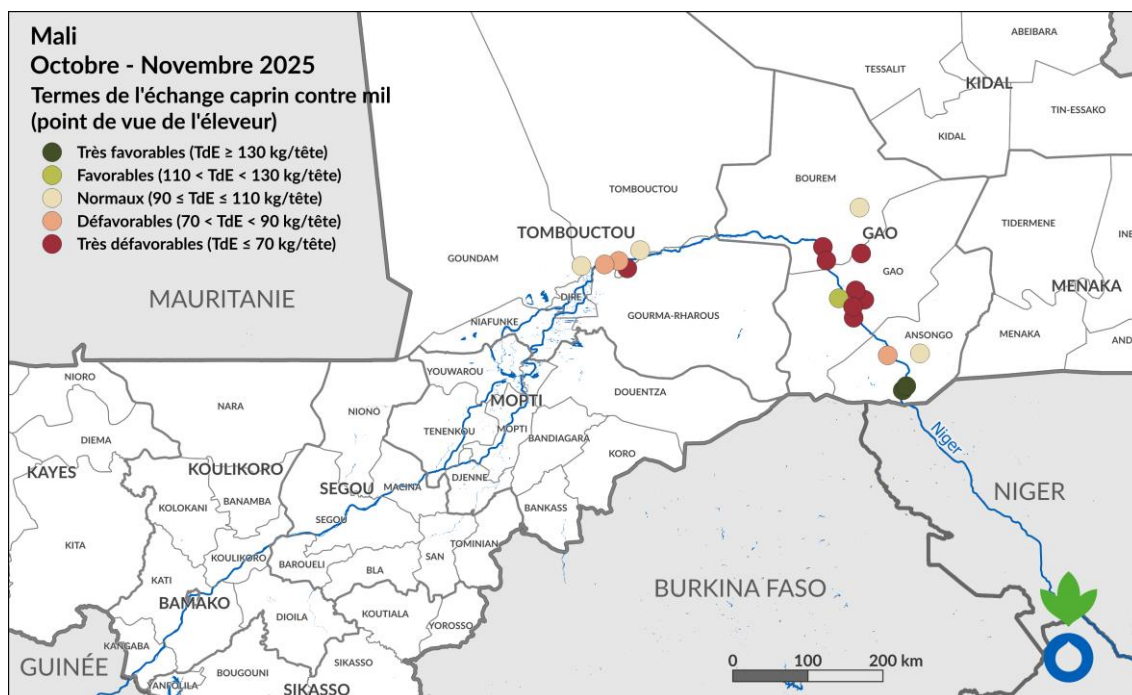 Mali
Octobre - Novembre 2025
Termes de l'échange caprin contre mil
(point de vue de l'éleveur)
Très favorables (TdE ≥ 130 kg/tête)
Favorables (110 < TdE < 130 kg/tête)
Normaux (90 ≤ TdE ≤ 110 kg/tête)
Défavorables (70 < TdE < 90 kg/tête)
Très défavorables (TdE ≤ 70 kg/tête)
ABEIBARA
TESSALIT
KIDAL
TIN-ESSAKO
KIDAL
BOUREM
TOMBOUCTOU
TOMBOUCTOU
GAO
TIDERMENE
INE
GOUNDAM
GAO
MENAKA
MAURITANIE
DIRE
NIAFUNKE
GOURMA-RHAROUS
ANSONGO
MENAKA
AND
YOUWAROU
NIORO
NARA
NIONO
DOUENTZA
MOPTI
TENENKOU
MOPTI
BANDIAGARA
DIEMA
KORO
Niger
KAYES
KOULIKORO
SEGOU
MACINA
DJENNE
BANAMBA
KOLOKANI
BANKASS
NIGER
SEGOU
KITA
KOULIKORO
BAROUELI
BLA
SAN
TOMINIAN
KATI
BAMAKO
DIOILA
KOUTIALA
YOROSSO
BURKINA FASO
KANGABA
GUINÉE
BOUGOUNI
SIKASSO
YANFOLILA
SIKASSO
0 100 200 km